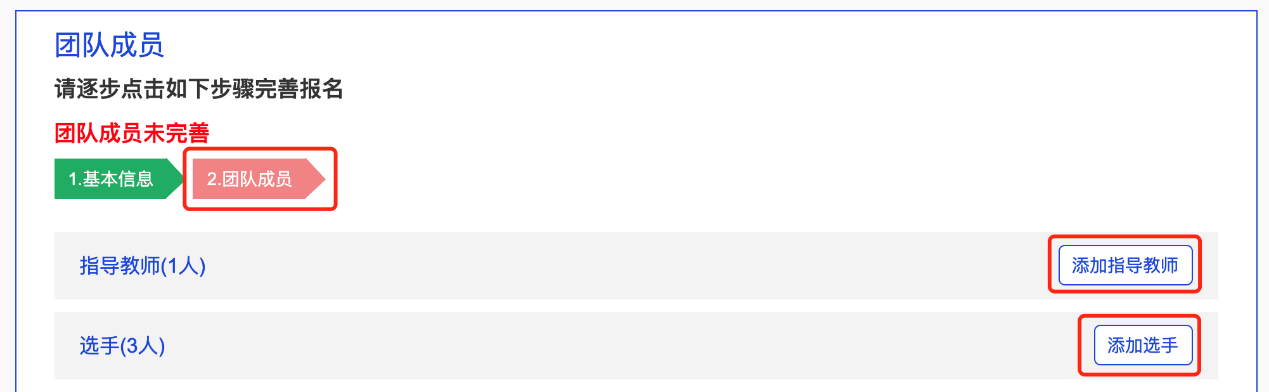 团队成员
请逐步点击如下步骤完善报名
团队成员未完善
1.基本信息 2.团队成员
指导教师(1人) 添加指导教师
选手(3人) 添加选手